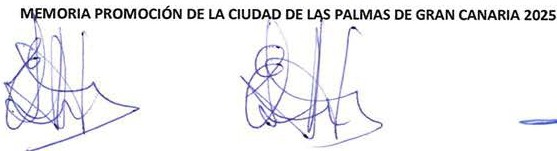 MEMORIA PROMOCIÓN DE LA CIUDAD DE LAS PALMAS DE GRAN CANARIA 2025